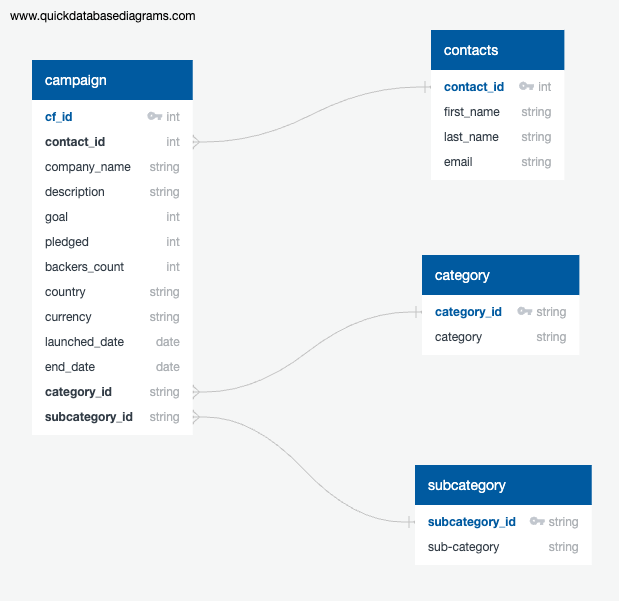 www.quickdatabasediagrams.com
campaign
cf_id int
contact_id int
company_name string
description string
goal int
pledged int
backers_count int
country string
currency string
launched_date date
end_date date
category_id string
subcategory_id string
contacts
contact_id int
first_name string
last_name string
email string
category
category_id string
category string
subcategory
subcategory_id string
sub-category string